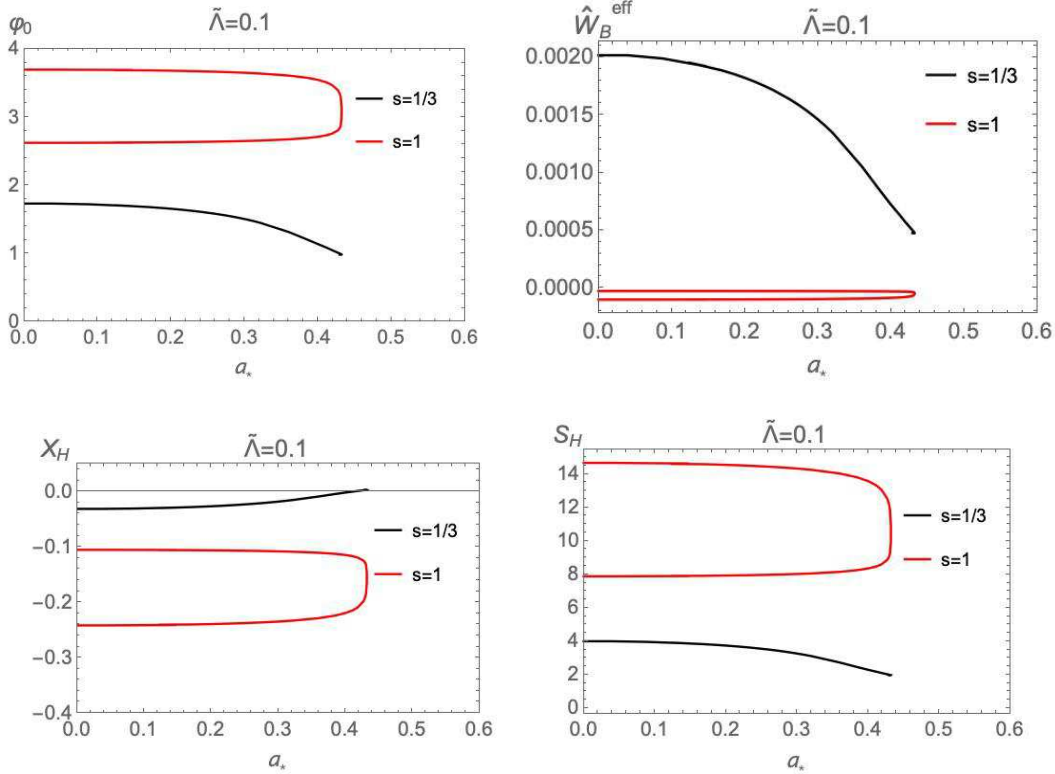 φ₀ Λ̃=0.1
4
3
2
1
0
0.0 0.1 0.2 0.3 0.4 0.5 0.6
a⁎
s=1/3
s=1
Ŵ_B^eff Λ̃=0.1
0.0020
0.0015
0.0010
0.0005
0.0000
0.0 0.1 0.2 0.3 0.4 0.5 0.6
a⁎
s=1/3
s=1
X_H Λ̃=0.1
0.0
−0.1
−0.2
−0.3
−0.4
0.0 0.1 0.2 0.3 0.4 0.5 0.6
a⁎
s=1/3
s=1
S_H Λ̃=0.1
14
12
10
8
6
4
2
0
0.0 0.1 0.2 0.3 0.4 0.5 0.6
a⁎
s=1/3
s=1